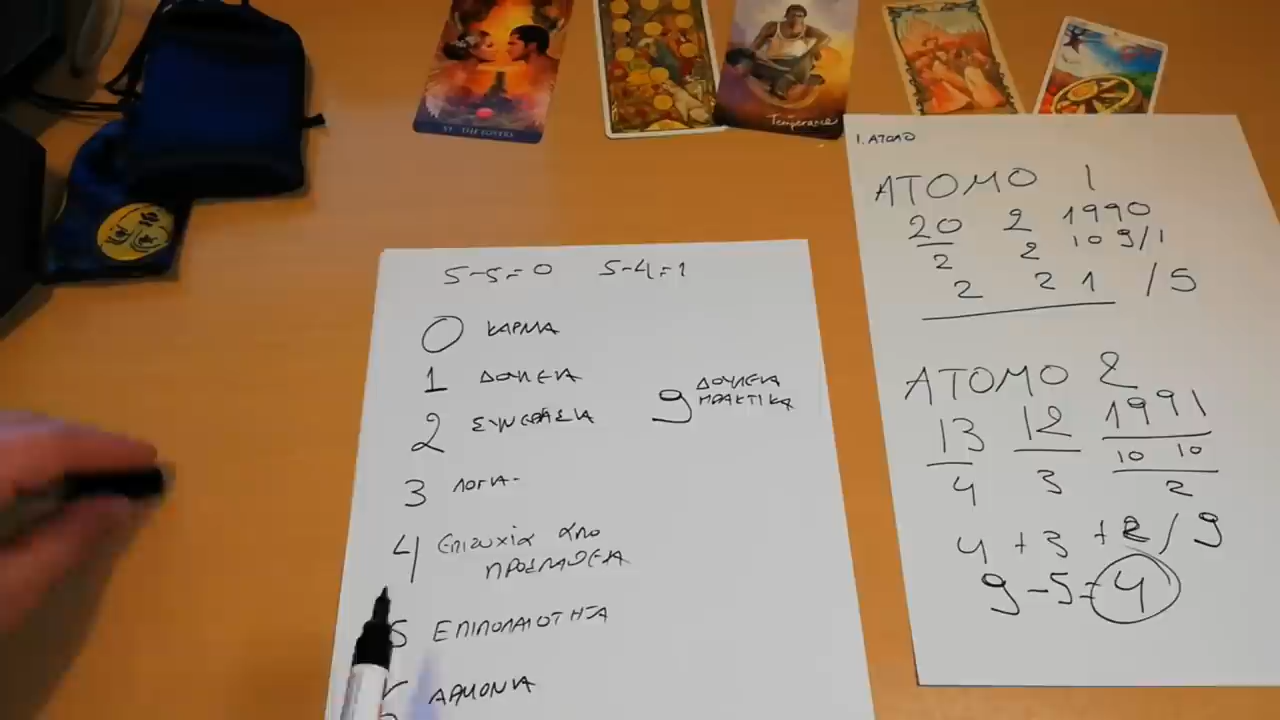 VI THE LOVERS
Temperance
5-5=0 5-4=1
0 ΚΑΡΜΑ
1 ΔΟΥΛΕΙΑ
2 ΣΥΝΕΡΓΑΣΙΑ
3 ΛΟΓΙΑ-
4 Επιτυχία απο
ΠΡΟΣΠΑΘΕΙΑ
5 ΕΠΙΠΟΛΑΙΟΤΗΤΑ
ΑΡΜΟΝΙΑ
9 ΔΟΥΛΕΙΑ
ΠΡΑΚΤΙΚΑ
1. ΑΤΟΜΟ
ΑΤΟΜΟ 1
20 2 1990
2 2 10 9/1
2 2 1 / 5
ΑΤΟΜΟ 2
13 12 1991
10 10
4 3 2
4 + 3 + 2 / 9
9-5=4